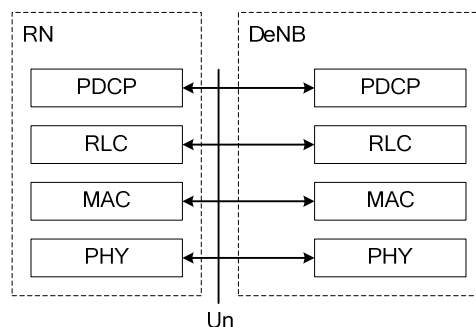 RN DeNB
PDCP PDCP
RLC RLC
MAC MAC
PHY PHY
Un